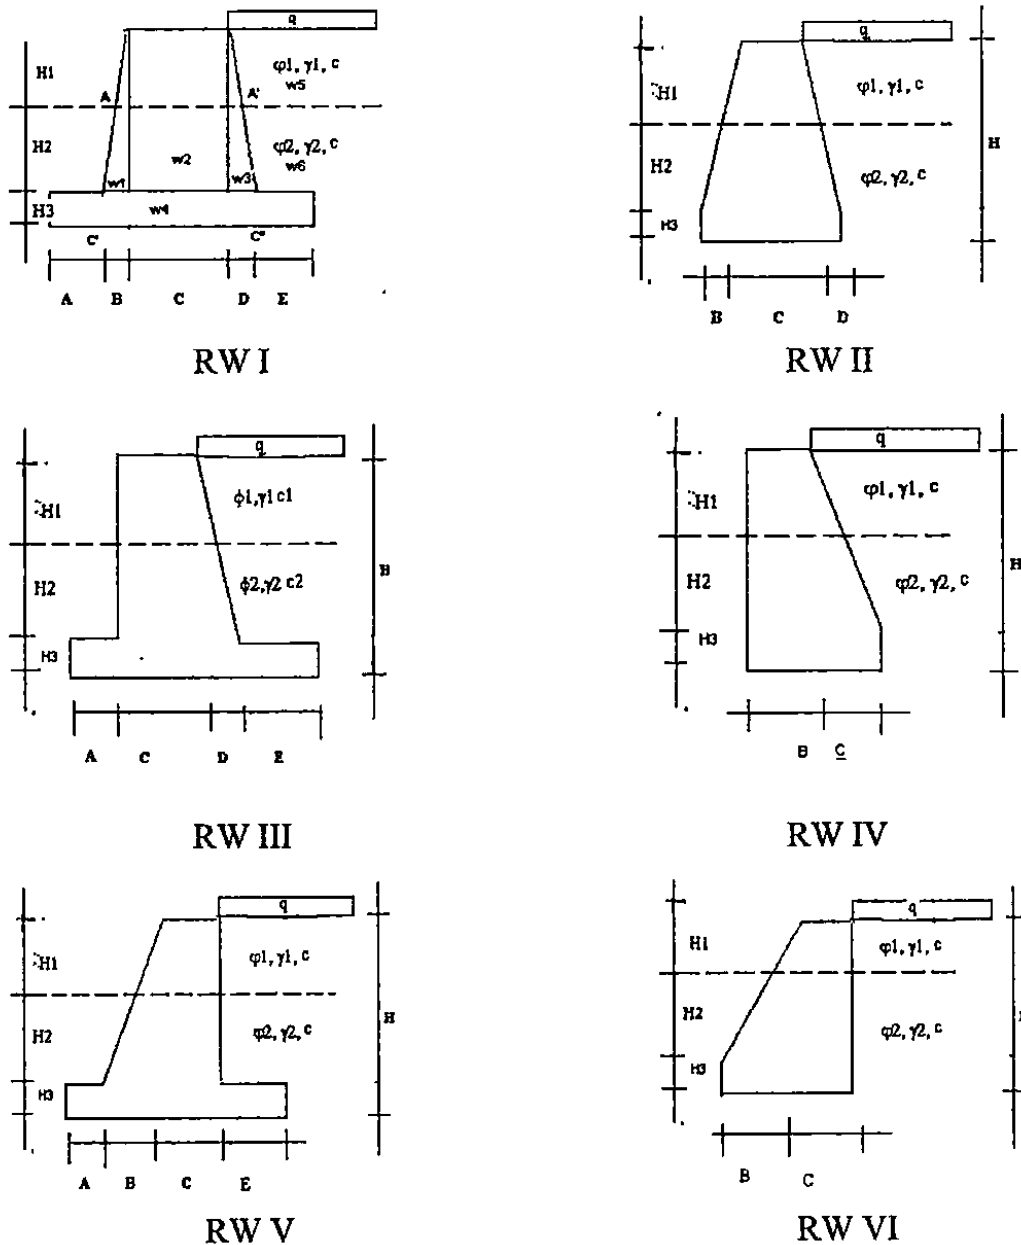 q
H1
φ1, γ1, c
w5
A
A'
H2
φ2, γ2, c
w6
w2
w1
w3
H3
w4
C'
C"
A B C D E
RW I
q
H1
φ1, γ1, c
H
H2
φ2, γ2, c
H3
B C D
RW II
q
H1
ϕ1,γ1 c1
H2
ϕ2,γ2 c2
H3
A C D E
RW III
q
H1
φ1, γ1, c
H
H2
φ2, γ2, c
H3
B C
RW IV
q
H1
φ1, γ1, c
H
H2
φ2, γ2, c
H3
A B C E
RW V
q
H1
φ1, γ1, c
H2
φ2, γ2, c
H3
B C
RW VI